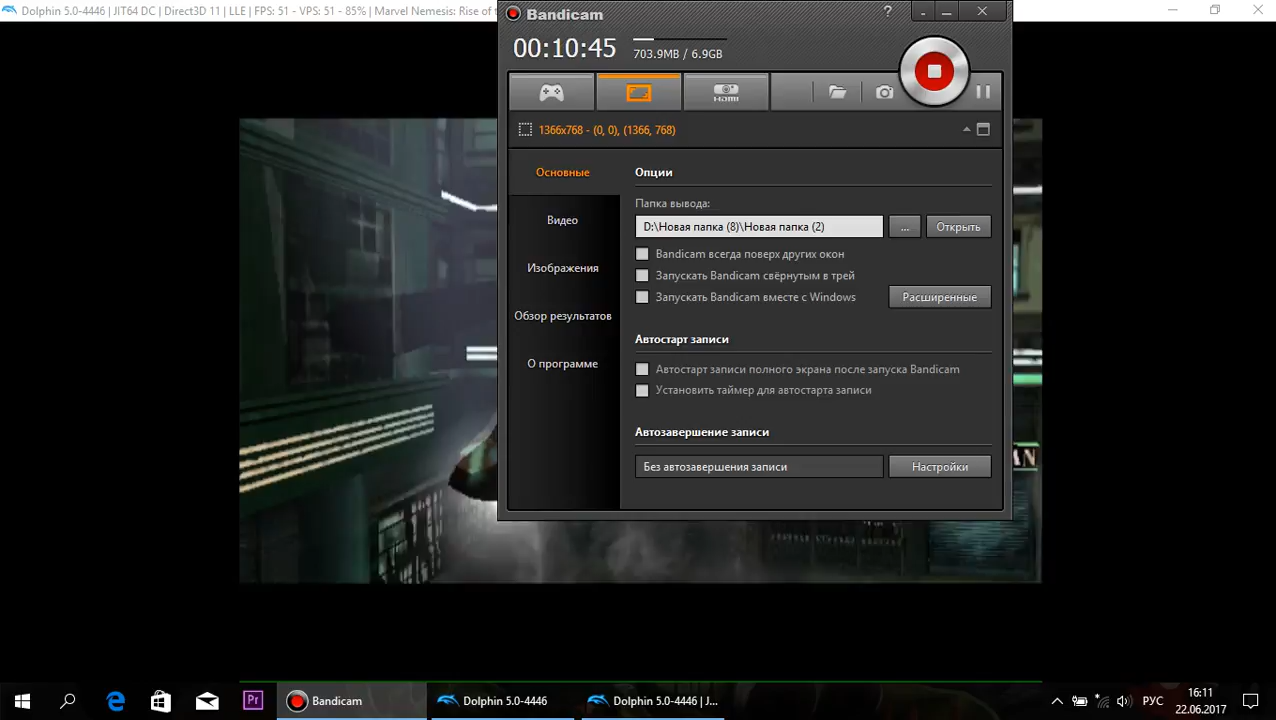 Dolphin 5.0-4446 | JIT64 DC | Direct3D 11 | LLE | FPS: 51 - VPS: 51 - 85% | Marvel Nemesis: Rise of
Bandicam
?
00:10:45
703.9MB / 6.9GB
HDMI
1366x768 - (0, 0), (1366, 768)
Основные
Видео
Изображения
Обзор результатов
О программе
Опции
Папка вывода:
D:\Новая папка (8)\Новая папка (2)
...
Открыть
Bandicam всегда поверх других окон
Запускать Bandicam свёрнутым в трей
Запускать Bandicam вместе с Windows
Расширенные
Автостарт записи
Автостарт записи полного экрана после запуска Bandicam
Установить таймер для автостарта записи
Автозавершение записи
Без автозавершения записи
Настройки
AN
Pr
Bandicam
Dolphin 5.0-4446
Dolphin 5.0-4446 | J...
РУС
16:11
22.06.2017